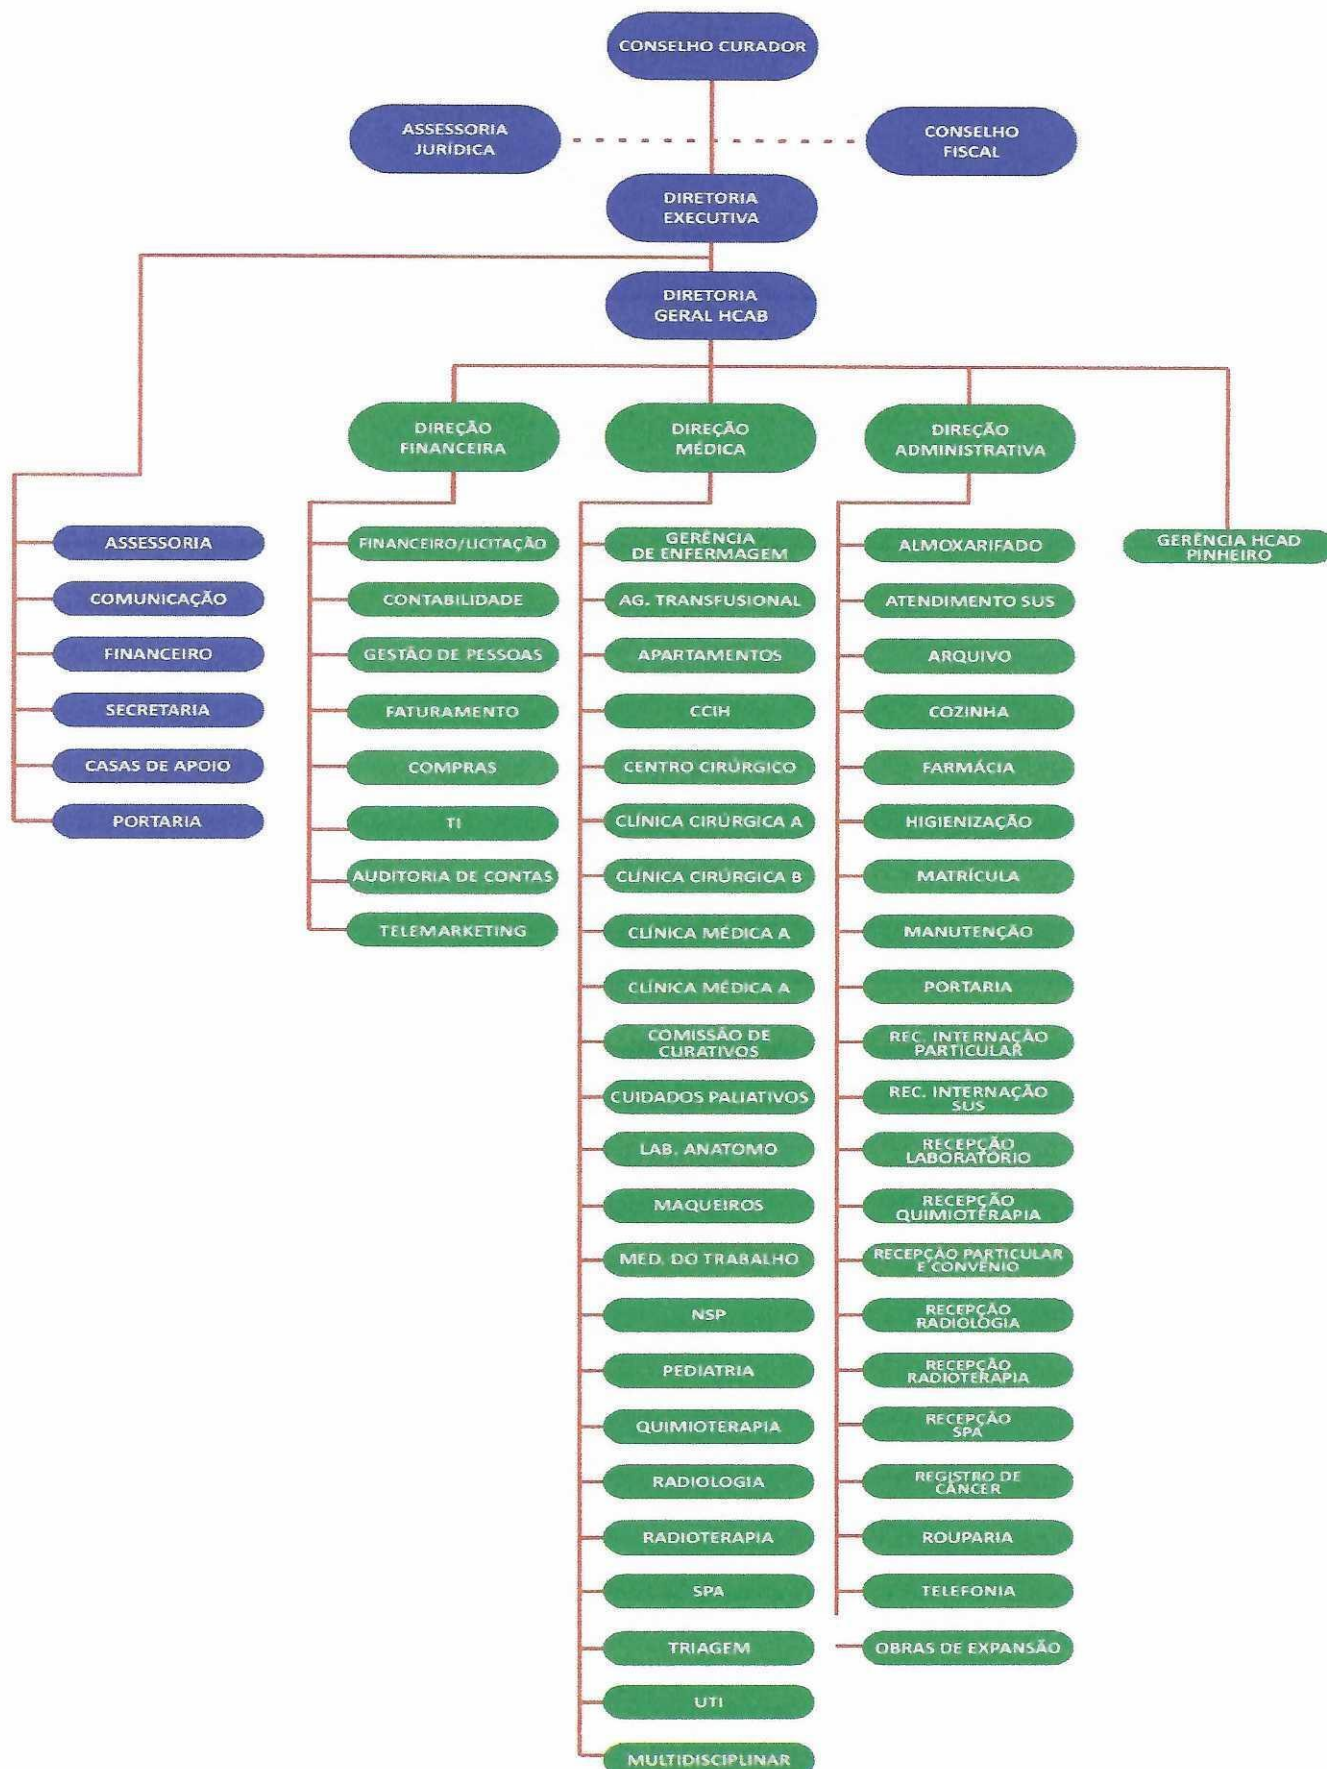 CONSELHO CURADOR
ASSESSORIA
JURÍDICA
CONSELHO
FISCAL
DIRETORIA
EXECUTIVA
DIRETORIA
GERAL HCAB
DIREÇÃO
FINANCEIRA
DIREÇÃO
MÉDICA
DIREÇÃO
ADMINISTRATIVA
ASSESSORIA
COMUNICAÇÃO
FINANCEIRO
SECRETARIA
CASAS DE APOIO
PORTARIA
FINANCEIRO/LICITAÇÃO
CONTABILIDADE
GESTÃO DE PESSOAS
FATURAMENTO
COMPRAS
TI
AUDITORIA DE CONTAS
TELEMARKETING
GERÊNCIA
DE ENFERMAGEM
AG. TRANSFUSIONAL
APARTAMENTOS
CCIH
CENTRO CIRÚRGICO
CLÍNICA CIRÚRGICA A
CLÍNICA CIRÚRGICA B
CLÍNICA MÉDICA A
CLÍNICA MÉDICA A
COMISSÃO DE
CURATIVOS
CUIDADOS PALIATIVOS
LAB. ANATOMO
MAQUEIROS
MED. DO TRABALHO
NSP
PEDIATRIA
QUIMIOTERAPIA
RADIOLOGIA
RADIOTERAPIA
SPA
TRIAGEM
UTI
MULTIDISCIPLINAR
ALMOXARIFADO
ATENDIMENTO SUS
ARQUIVO
COZINHA
FARMÁCIA
HIGIENIZAÇÃO
MATRÍCULA
MANUTENÇÃO
PORTARIA
REC. INTERNAÇÃO
PARTICULAR
REC. INTERNAÇÃO
SUS
RECEPÇÃO
LABORATÓRIO
RECEPÇÃO
QUIMIOTERAPIA
RECEPÇÃO PARTICULAR
E CONVÊNIO
RECEPÇÃO
RADIOLOGIA
RECEPÇÃO
RADIOTERAPIA
RECEPÇÃO
SPA
REGISTRO DE
CÂNCER
ROUPARIA
TELEFONIA
OBRAS DE EXPANSÃO
GERÊNCIA HCAD
PINHEIRO